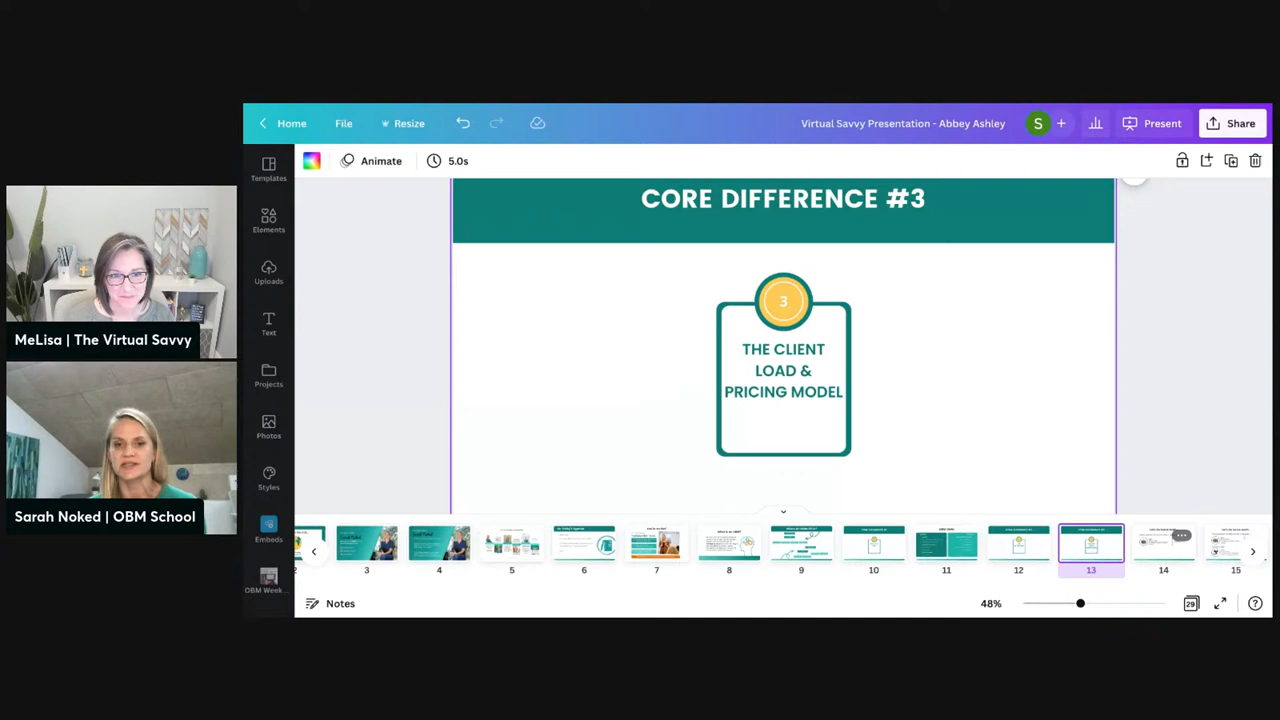 Home
File
Resize
Virtual Savvy Presentation - Abbey Ashley
S
+
Present
Share
Animate
5.0s
Templates
Elements
Uploads
Text
Projects
Photos
Styles
Embeds
OBM Week ...
MeLisa | The Virtual Savvy
Sarah Noked | OBM School
CORE DIFFERENCE #3
3
THE CLIENT
LOAD &
PRICING MODEL
2
3
4
5
6
7
8
9
10
11
12
13
14
15
Notes
48%
29
?